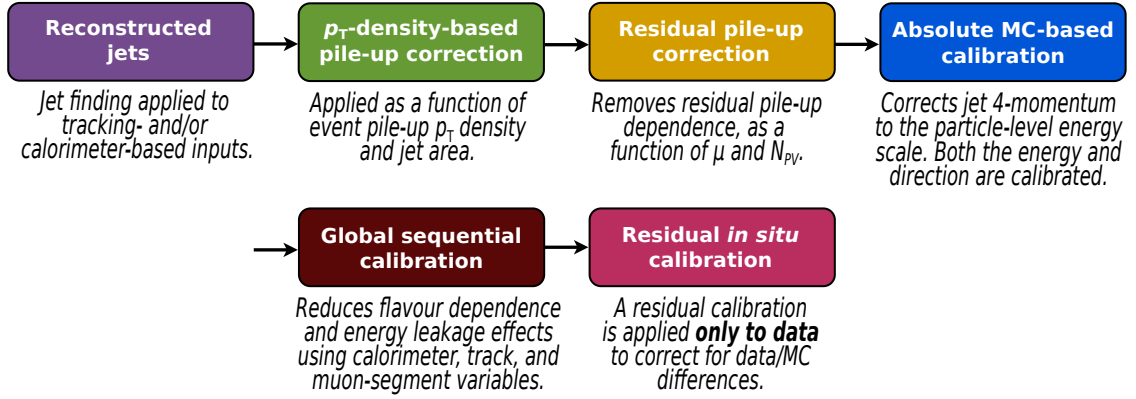 Reconstructed
jets
Jet finding applied to
tracking- and/or
calorimeter-based inputs.
pT-density-based
pile-up correction
Applied as a function of
event pile-up pT density
and jet area.
Residual pile-up
correction
Removes residual pile-up
dependence, as a
function of μ and NPV.
Absolute MC-based
calibration
Corrects jet 4-momentum
to the particle-level energy
scale. Both the energy and
direction are calibrated.
Global sequential
calibration
Reduces flavour dependence
and energy leakage effects
using calorimeter, track, and
muon-segment variables.
Residual in situ
calibration
A residual calibration
is applied only to data
to correct for data/MC
differences.